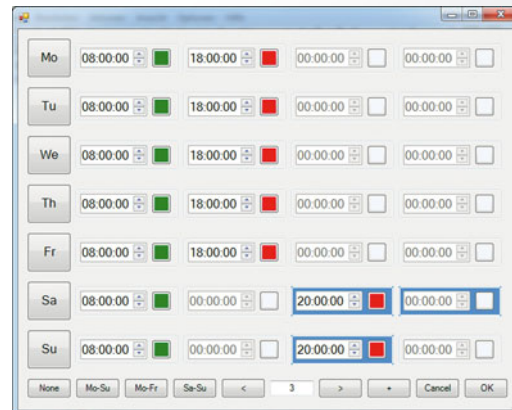 Mo 08:00:00 18:00:00 00:00:00 00:00:00
Tu 08:00:00 18:00:00 00:00:00 00:00:00
We 08:00:00 18:00:00 00:00:00 00:00:00
Th 08:00:00 18:00:00 00:00:00 00:00:00
Fr 08:00:00 18:00:00 00:00:00 00:00:00
Sa 08:00:00 00:00:00 20:00:00 00:00:00
Su 08:00:00 00:00:00 20:00:00 00:00:00
None Mo-Su Mo-Fr Sa-Su < 3 > + Cancel OK